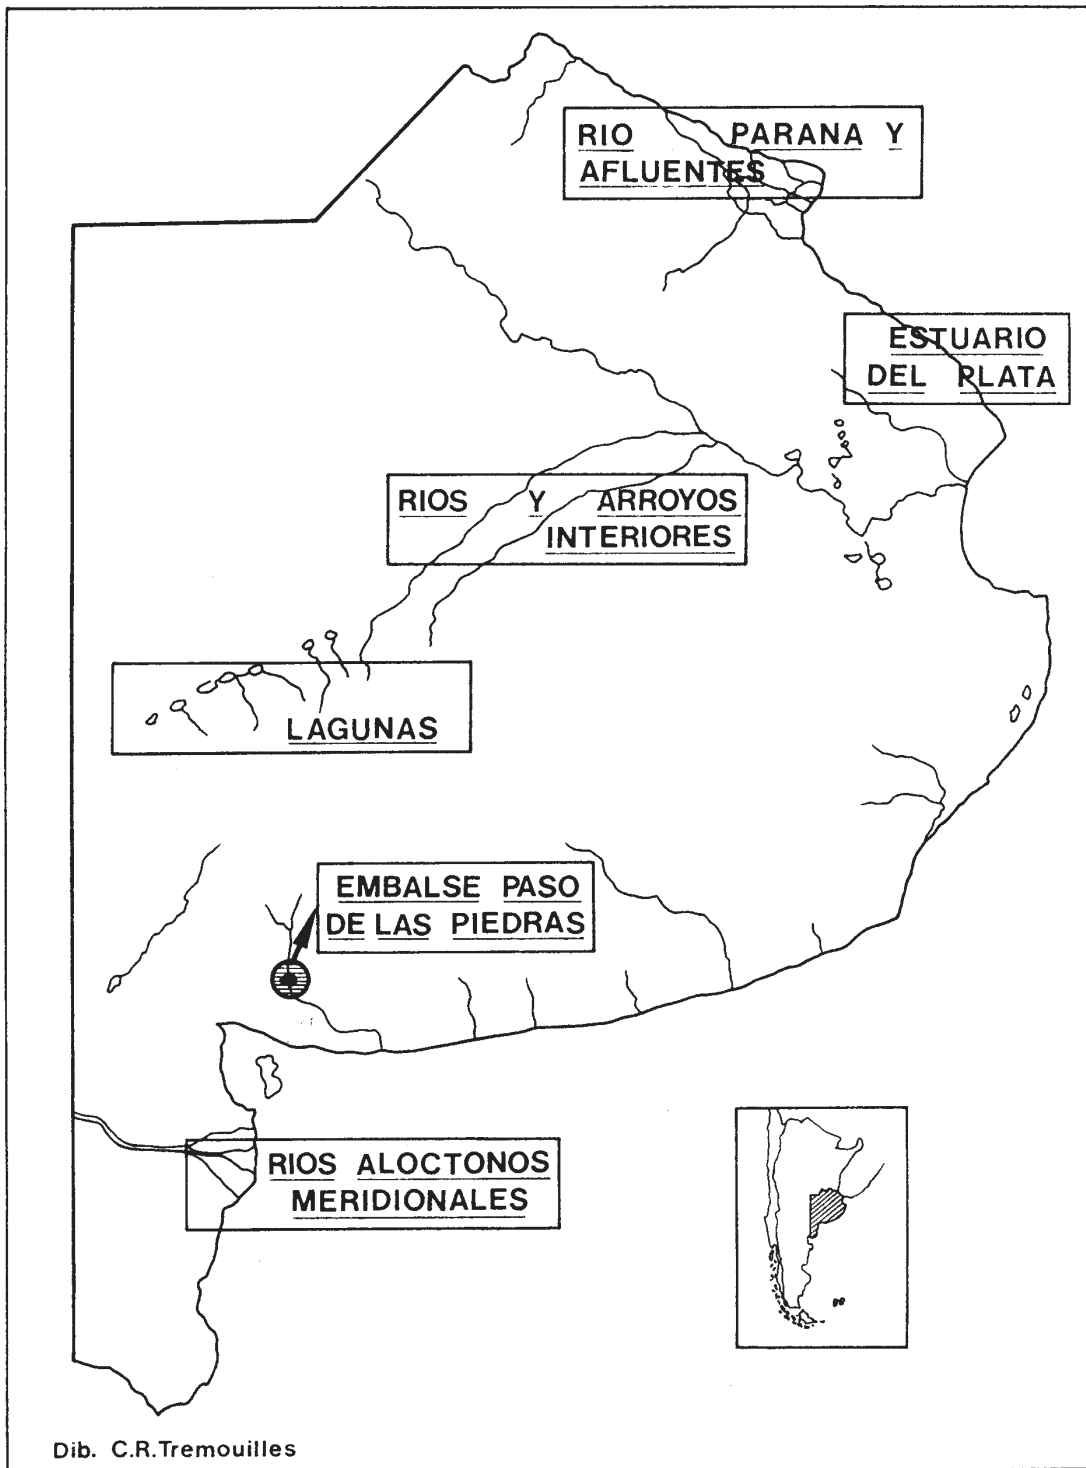 RIO PARANA Y
AFLUENTES
ESTUARIO
DEL PLATA
RIOS Y ARROYOS
INTERIORES
LAGUNAS
EMBALSE PASO
DE LAS PIEDRAS
RIOS ALOCTONOS
MERIDIONALES
Dib. C.R.Tremouilles